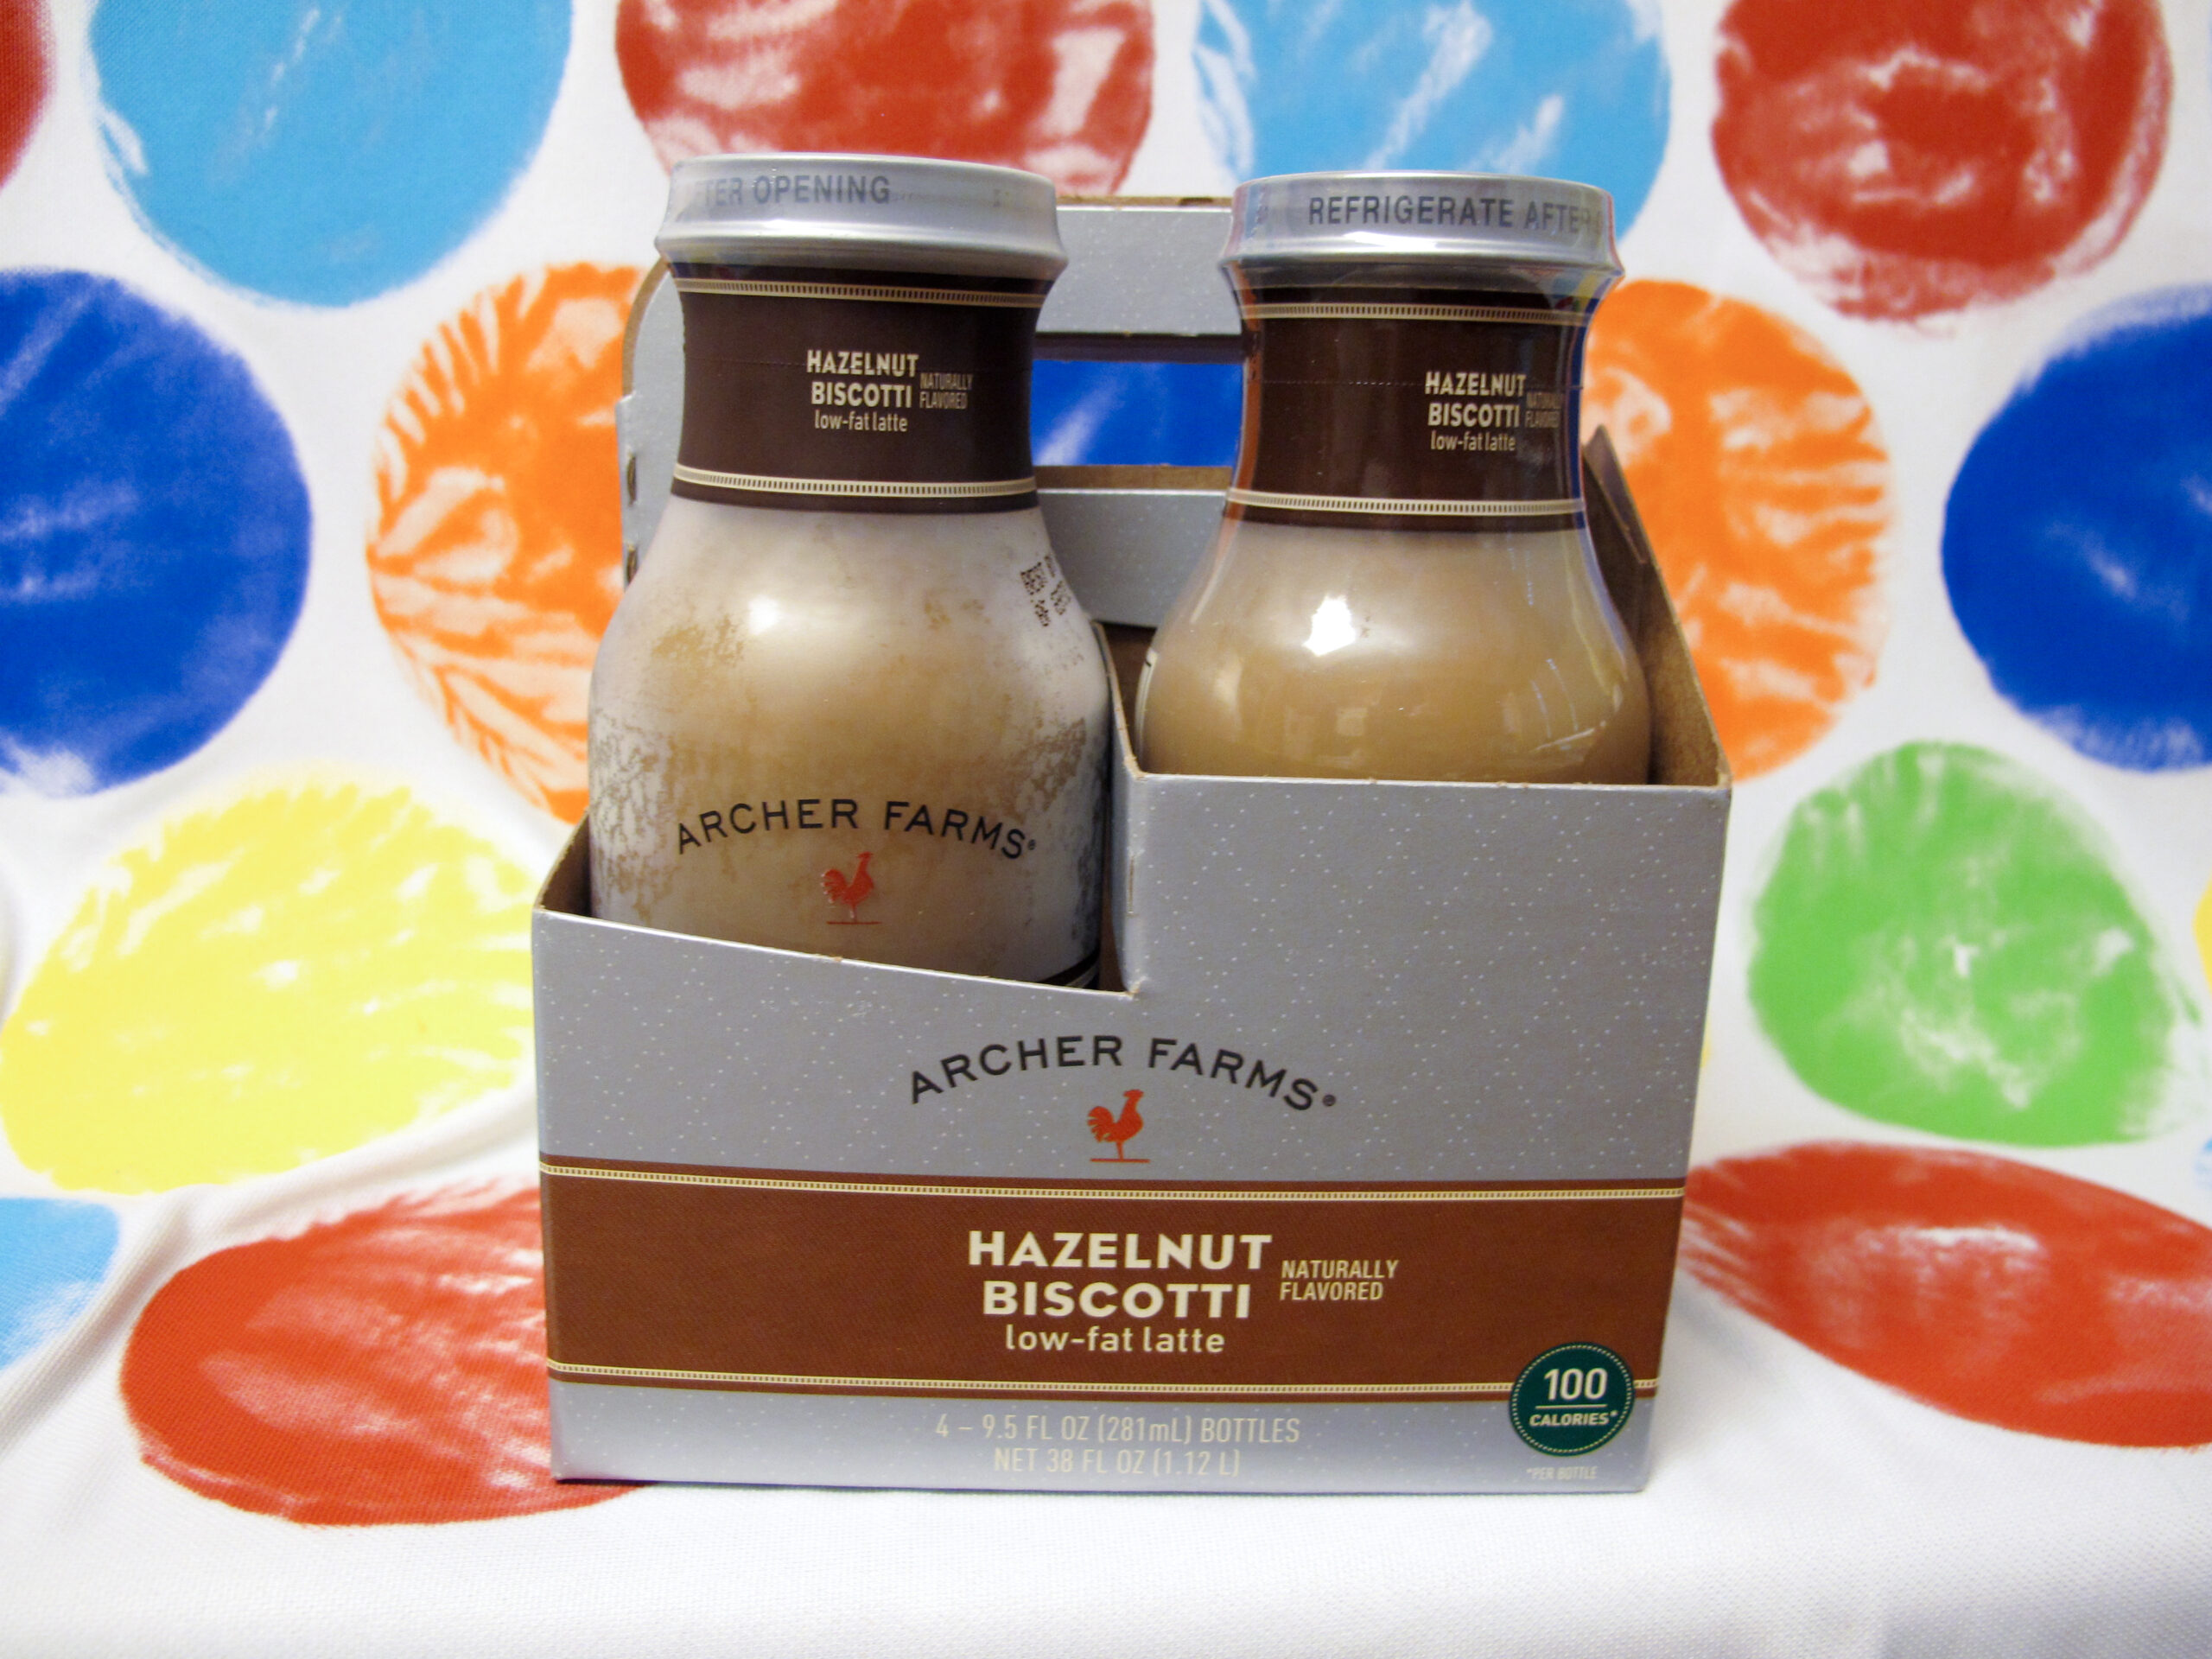 TER OPENING
REFRIGERATE AFTER
HAZELNUT
BISCOTTI
NATURALLY
FLAVORED
low-fat latte
HAZELNUT
BISCOTTI
NATURALLY
FLAVORED
low-fat latte
ARCHER FARMS®
ARCHER FARMS®
HAZELNUT
BISCOTTI
NATURALLY
FLAVORED
low-fat latte
100
CALORIES*
4 – 9.5 FL OZ (281mL) BOTTLES
NET 38 FL OZ (1.12 L)
*PER BOTTLE